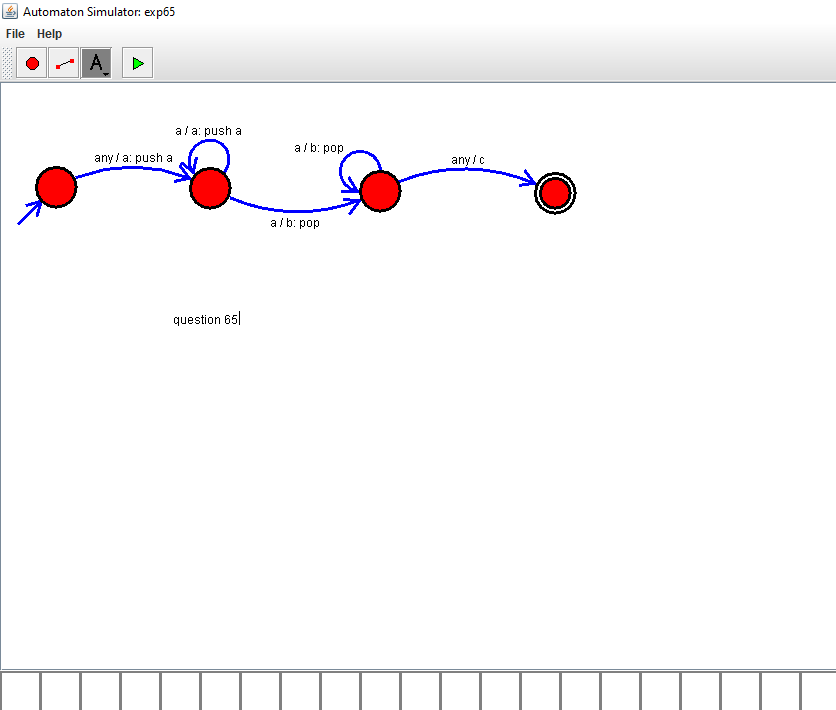 Automaton Simulator: exp65
File Help
A
a / a: push a
any / a: push a
a / b: pop
any / c
a / b: pop
question 65